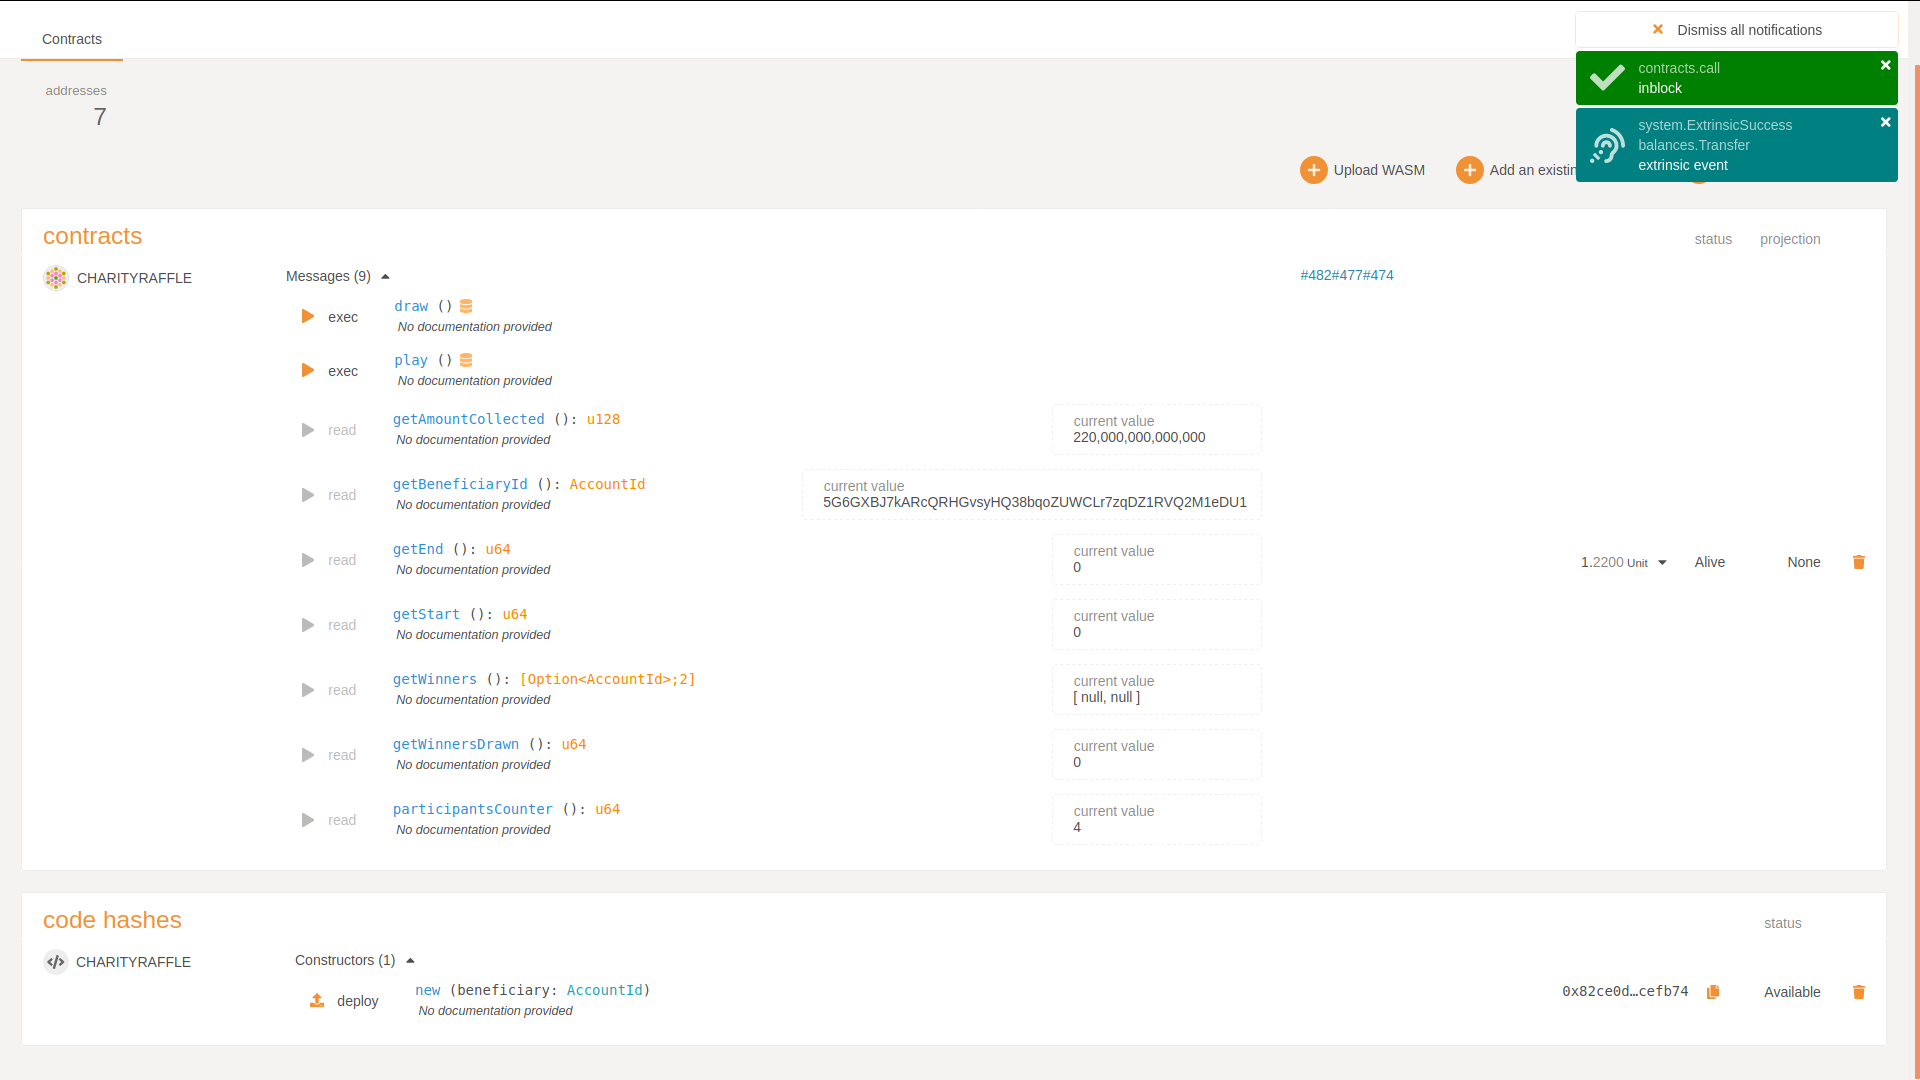 Contracts
Dismiss all notifications
contracts.call
inblock
system.ExtrinsicSuccess
balances.Transfer
extrinsic event
addresses
7
Upload WASM
Add an existin
contracts
status
projection
CHARITYRAFFLE
Messages (9)
#482#477#474
exec
draw ()
No documentation provided
exec
play ()
No documentation provided
read
getAmountCollected (): u128
No documentation provided
current value
220,000,000,000,000
read
getBeneficiaryId (): AccountId
No documentation provided
current value
5G6GXBJ7kARcQRHGvsyHQ38bqoZUWCLr7zqDZ1RVQ2M1eDU1
read
getEnd (): u64
No documentation provided
current value
0
1.2200 Unit
Alive
None
read
getStart (): u64
No documentation provided
current value
0
read
getWinners (): [Option<AccountId>;2]
No documentation provided
current value
[ null, null ]
read
getWinnersDrawn (): u64
No documentation provided
current value
0
read
participantsCounter (): u64
No documentation provided
current value
4
code hashes
status
CHARITYRAFFLE
Constructors (1)
deploy
new (beneficiary: AccountId)
No documentation provided
0x82ce0d…cefb74
Available